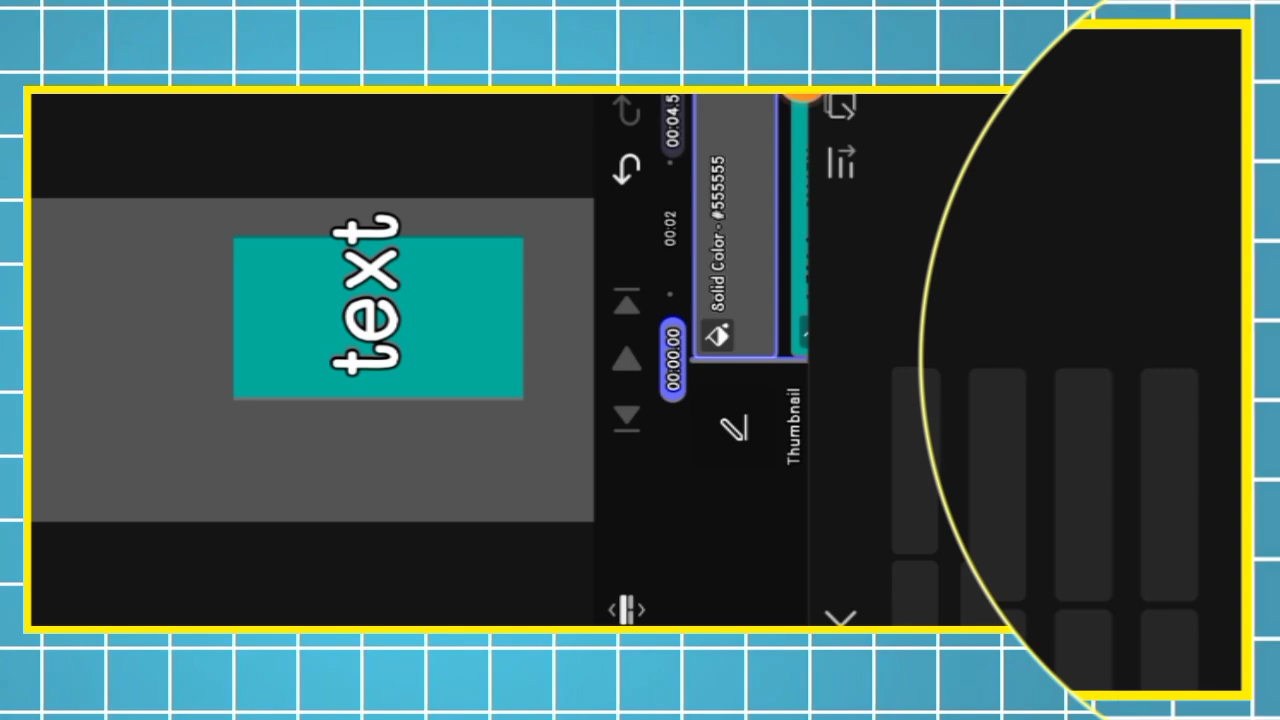 text
00:00.00
00:02
00:04.5
Solid Color - #555555
Thumbnail